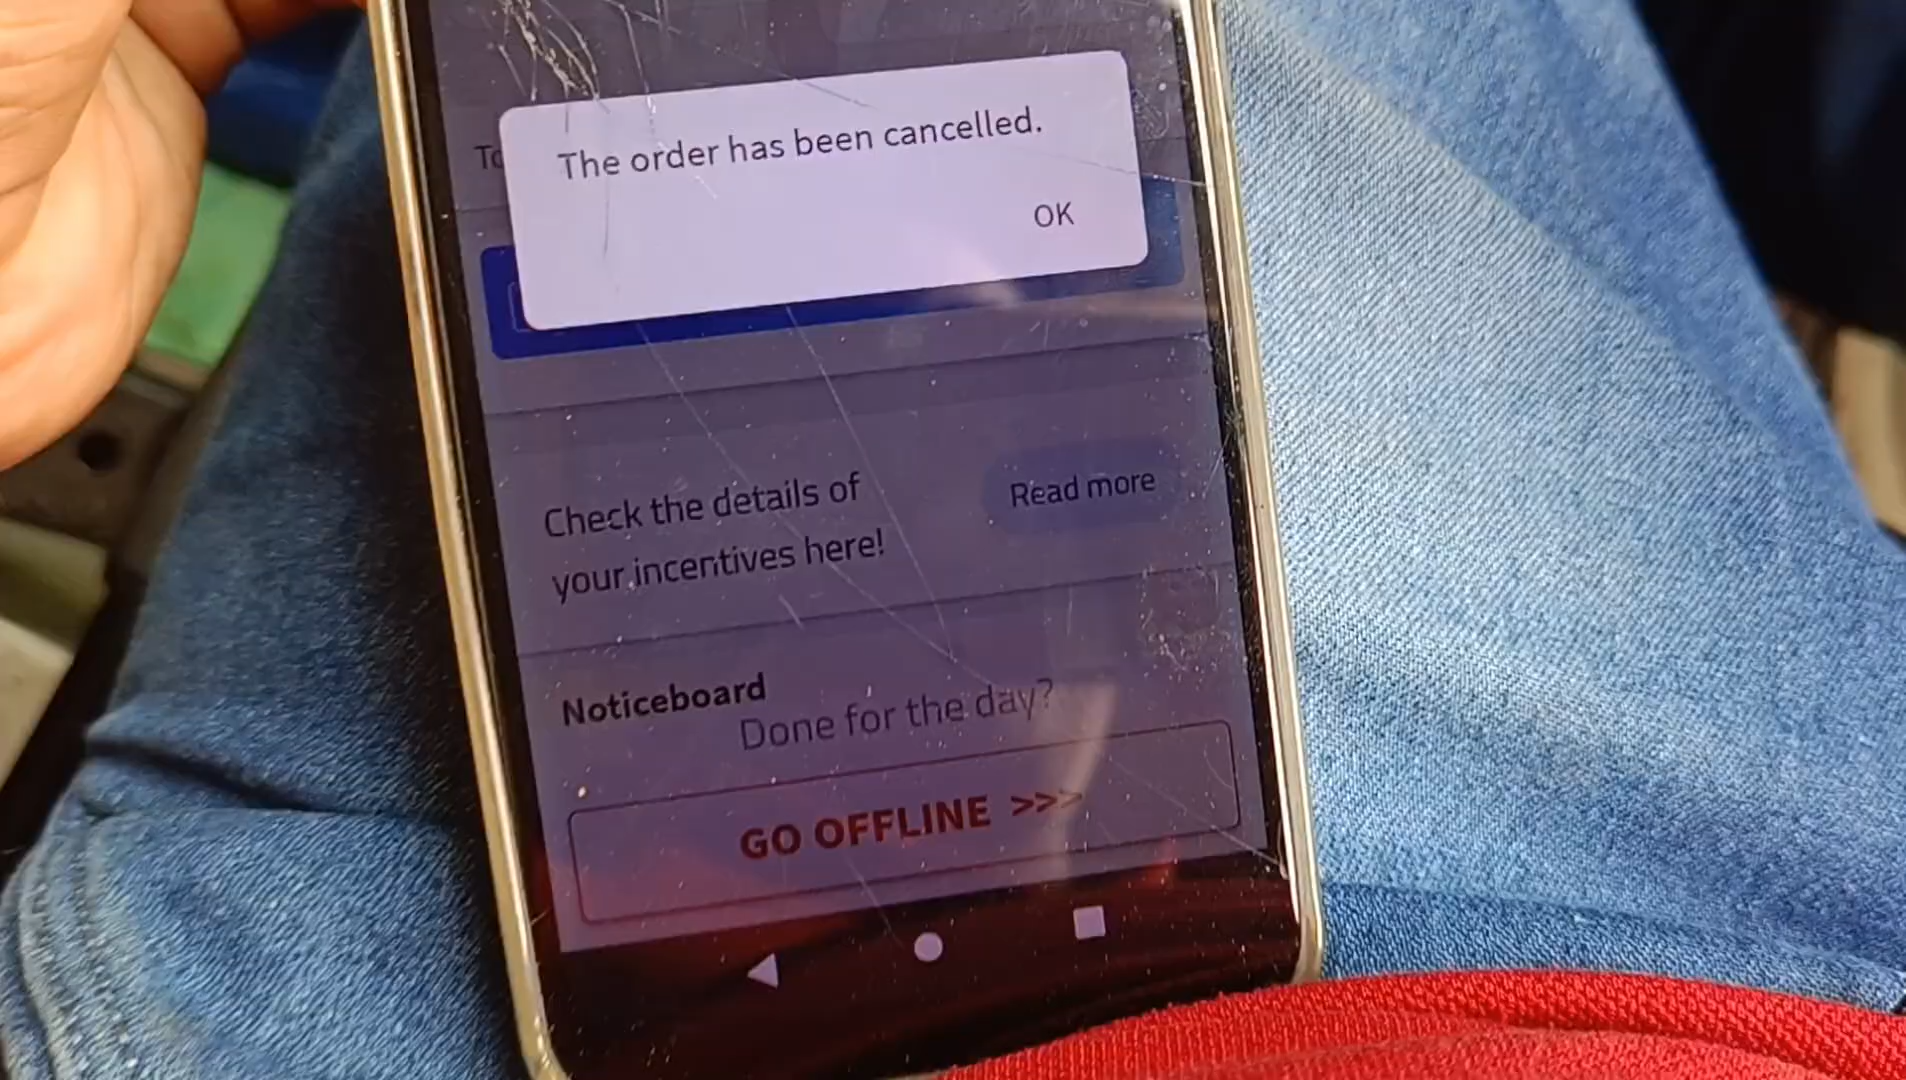 The order has been cancelled.
OK
Check the details of
your incentives here!
Read more
Noticeboard
Done for the day?
GO OFFLINE >>>